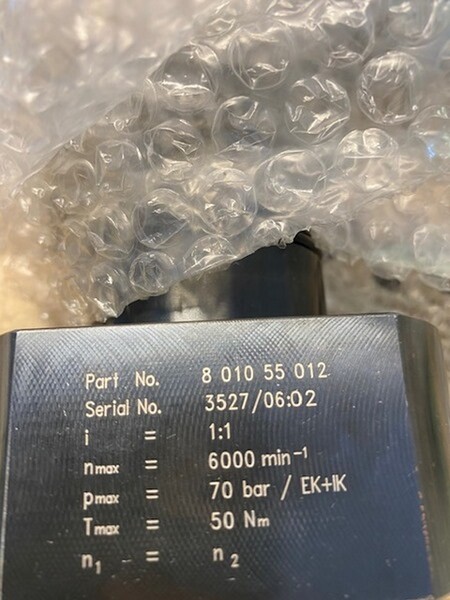 Part No. 8 010 55 012
Serial No. 3527/06:02
i = 1:1
nmax = 6000 min⁻¹
pmax = 70 bar / EK+IK
Tmax = 50 Nm
n₁ = n₂